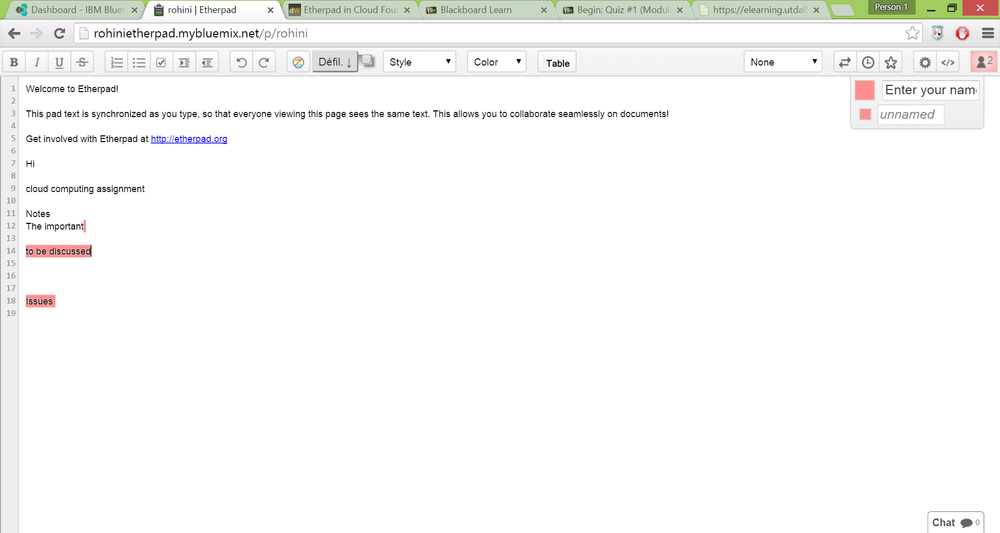 Dashboard - IBM Bluer
rohini | Etherpad
Etherpad in Cloud Fou
Blackboard Learn
Begin: Quiz #1 (Modul
https://elearning.utdall
Person 1
rohinietherpad.mybluemix.net/p/rohini
B I U S Défil. ↓ Style Color Table None </> 2
Enter your nam
unnamed
1 Welcome to Etherpad!
2
3 This pad text is synchronized as you type, so that everyone viewing this page sees the same text. This allows you to collaborate seamlessly on documents!
4
5 Get involved with Etherpad at http://etherpad.org
6
7 Hi
8
9 cloud computing assignment
10
11 Notes
12 The important
13
14 to be discussed
15
16
17
18 Issues
19
Chat 0